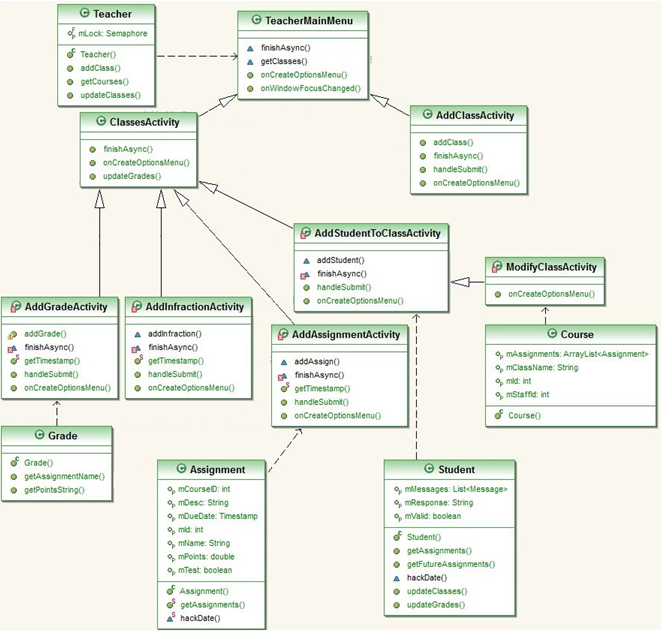 Teacher
mLock: Semaphore
Teacher()
addClass()
getCourses()
updateClasses()
TeacherMainMenu
finishAsync()
getClasses()
onCreateOptionsMenu()
onWindowFocusChanged()
ClassesActivity
finishAsync()
onCreateOptionsMenu()
updateGrades()
AddClassActivity
addClass()
finishAsync()
handleSubmit()
onCreateOptionsMenu()
AddStudentToClassActivity
addStudent()
finishAsync()
handleSubmit()
onCreateOptionsMenu()
ModifyClassActivity
onCreateOptionsMenu()
AddGradeActivity
addGrade()
finishAsync()
getTimestamp()
handleSubmit()
onCreateOptionsMenu()
AddInfractionActivity
addInfraction()
finishAsync()
getTimestamp()
handleSubmit()
onCreateOptionsMenu()
AddAssignmentActivity
addAssign()
finishAsync()
getTimestamp()
handleSubmit()
onCreateOptionsMenu()
Course
mAssignments: ArrayList<Assignment>
mClassName: String
mId: int
mStaffId: int
Course()
Grade
Grade()
getAssignmentName()
getPointsString()
Assignment
mCourseID: int
mDesc: String
mDueDate: Timestamp
mId: int
mName: String
mPoints: double
mTest: boolean
Assignment()
getAssignments()
hackDate()
Student
mMessages: List<Message>
mResponse: String
mValid: boolean
Student()
getAssignments()
getFutureAssignments()
hackDate()
updateClasses()
updateGrades()